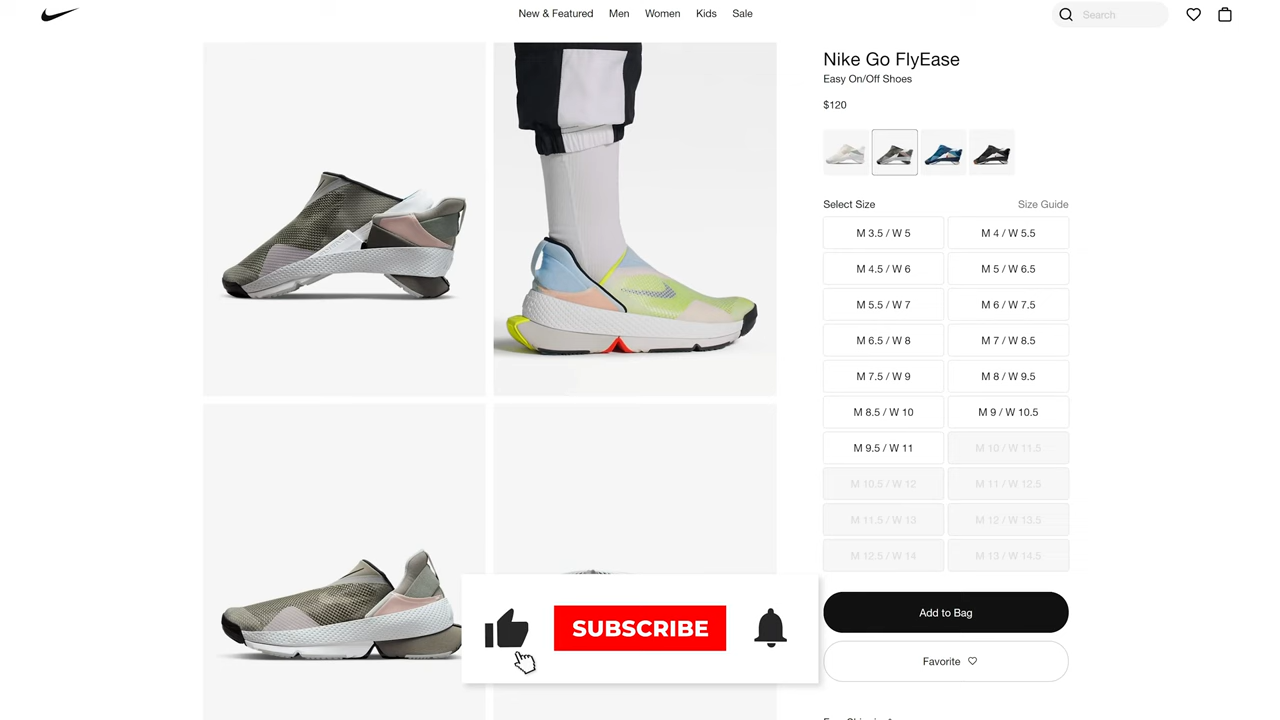 New & Featured Men Women Kids Sale
Search
Nike Go FlyEase
Easy On/Off Shoes
$120
Select Size Size Guide
M 3.5 / W 5 M 4 / W 5.5
M 4.5 / W 6 M 5 / W 6.5
M 5.5 / W 7 M 6 / W 7.5
M 6.5 / W 8 M 7 / W 8.5
M 7.5 / W 9 M 8 / W 9.5
M 8.5 / W 10 M 9 / W 10.5
M 9.5 / W 11 M 10 / W 11.5
M 10.5 / W 12 M 11 / W 12.5
M 11.5 / W 13 M 12 / W 13.5
M 12.5 / W 14 M 13 / W 14.5
Add to Bag
SUBSCRIBE
Favorite